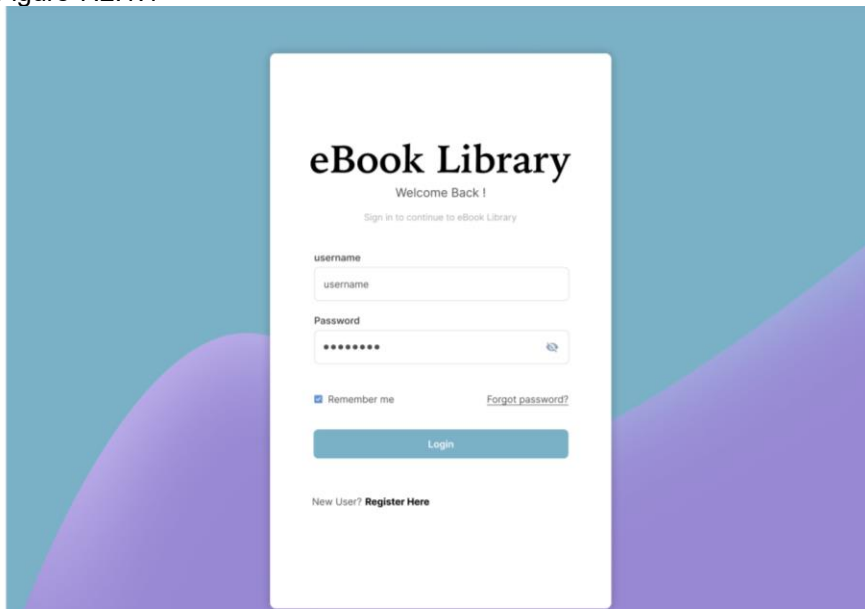 eBook Library
Welcome Back !
Sign in to continue to eBook Library
username
username
Password
Remember me
Forgot password?
Login
New User? Register Here